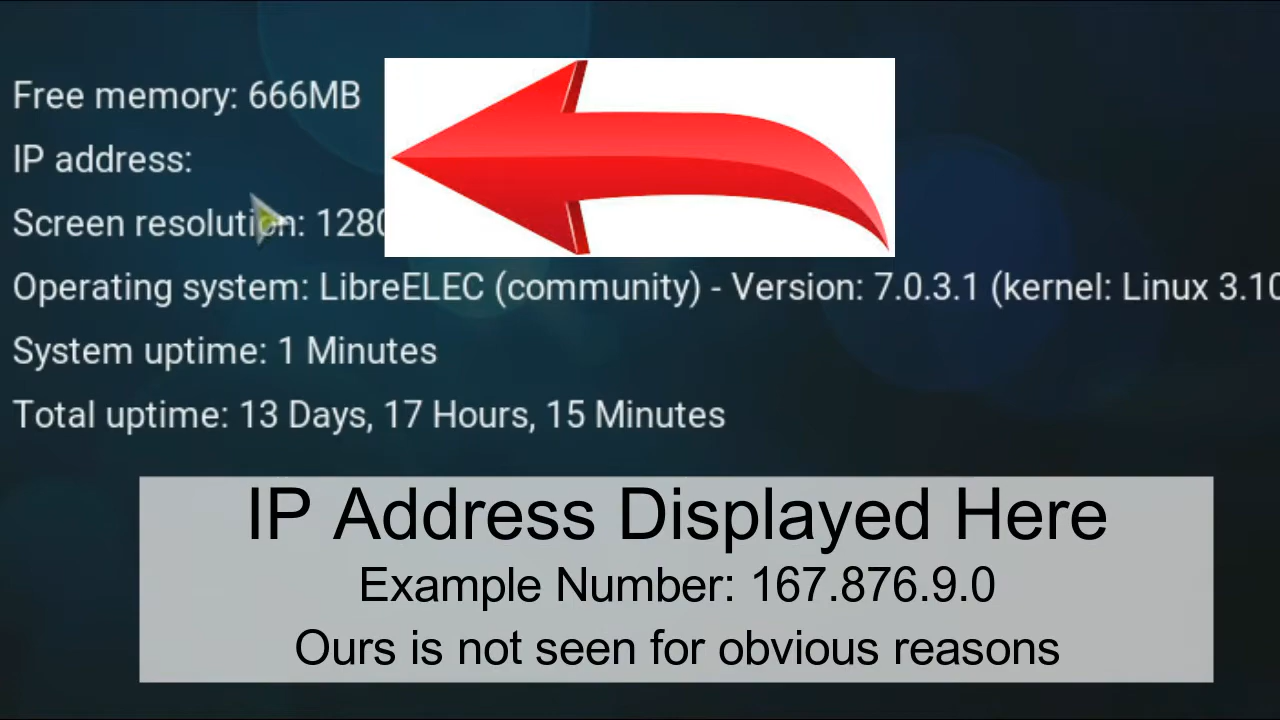 Free memory: 666MB
IP address:
Screen resolution: 1280
Operating system: LibreELEC (community) - Version: 7.0.3.1 (kernel: Linux 3.10
System uptime: 1 Minutes
Total uptime: 13 Days, 17 Hours, 15 Minutes
IP Address Displayed Here
Example Number: 167.876.9.0
Ours is not seen for obvious reasons